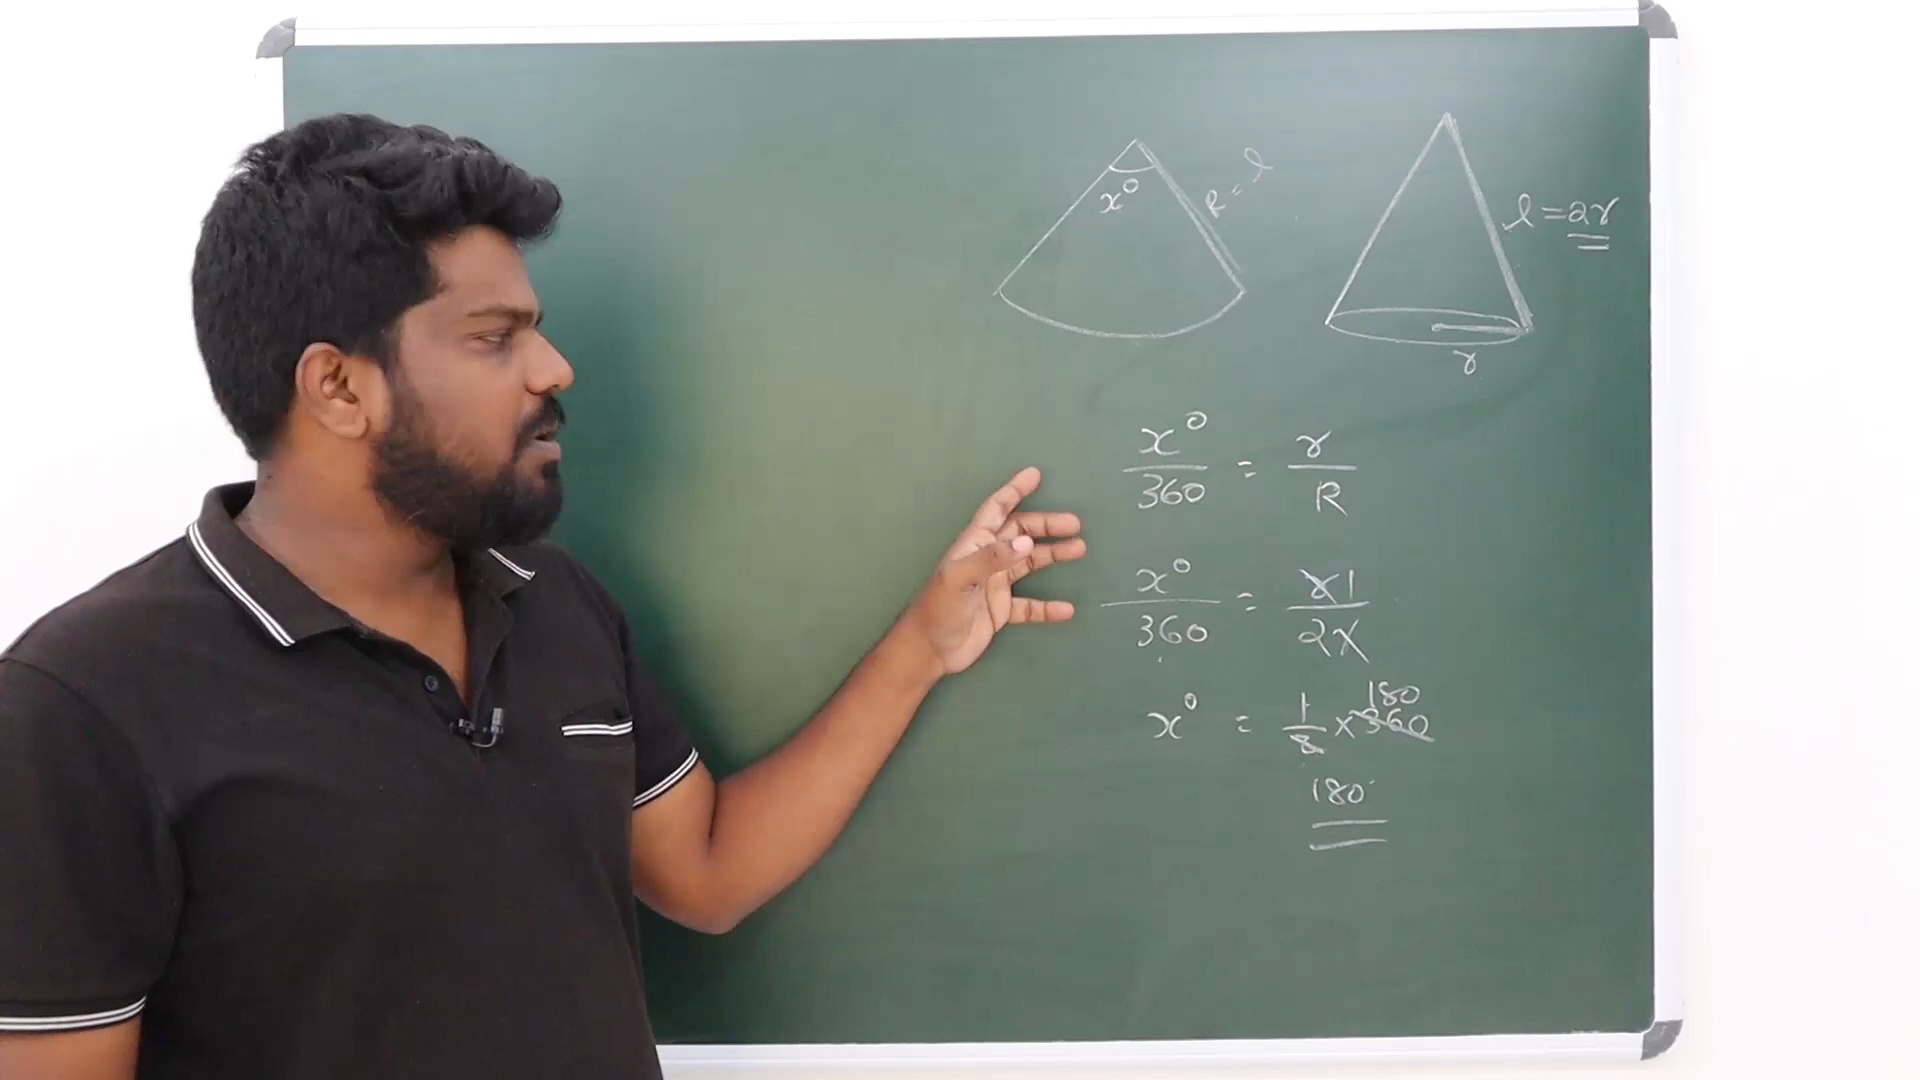 x°
R = l
l = 2r
r
x°/360 = r/R
x°/360 = r1/2r
x° = 1/2 × 360 180
180